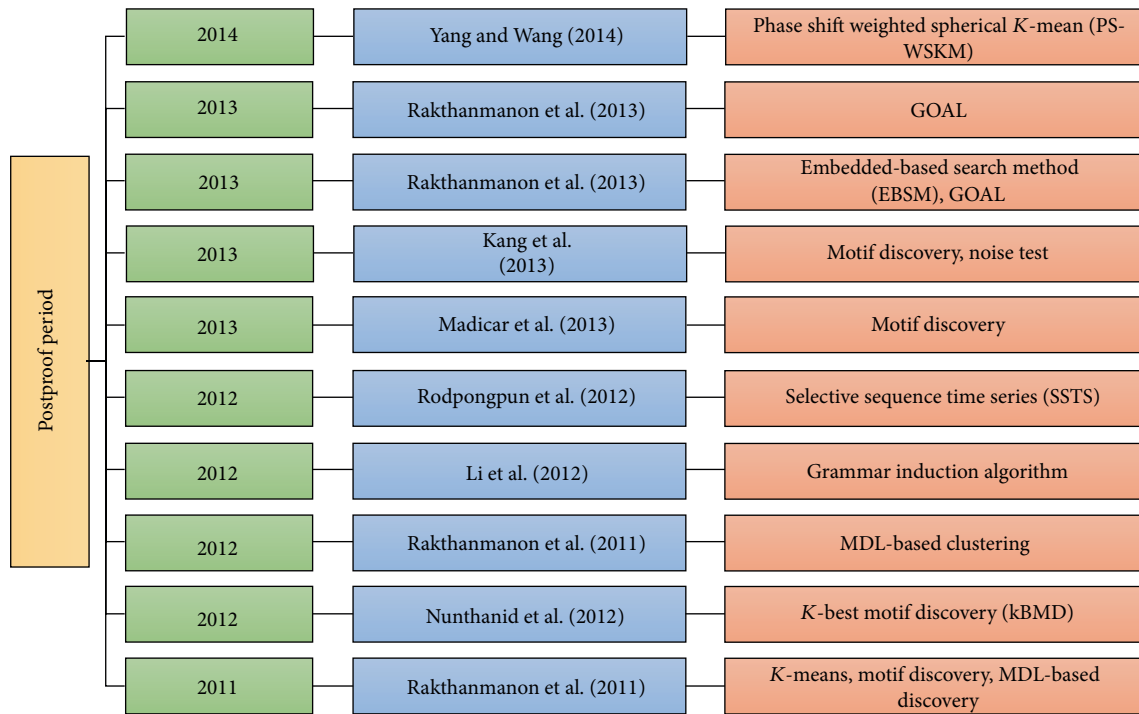 Postproof period
2014
Yang and Wang (2014)
Phase shift weighted spherical K-mean (PS-
WSKM)
2013
Rakthanmanon et al. (2013)
GOAL
2013
Rakthanmanon et al. (2013)
Embedded-based search method
(EBSM), GOAL
2013
Kang et al.
(2013)
Motif discovery, noise test
2013
Madicar et al. (2013)
Motif discovery
2012
Rodpongpun et al. (2012)
Selective sequence time series (SSTS)
2012
Li et al. (2012)
Grammar induction algorithm
2012
Rakthanmanon et al. (2011)
MDL-based clustering
2012
Nunthanid et al. (2012)
K-best motif discovery (kBMD)
2011
Rakthanmanon et al. (2011)
K-means, motif discovery, MDL-based
discovery